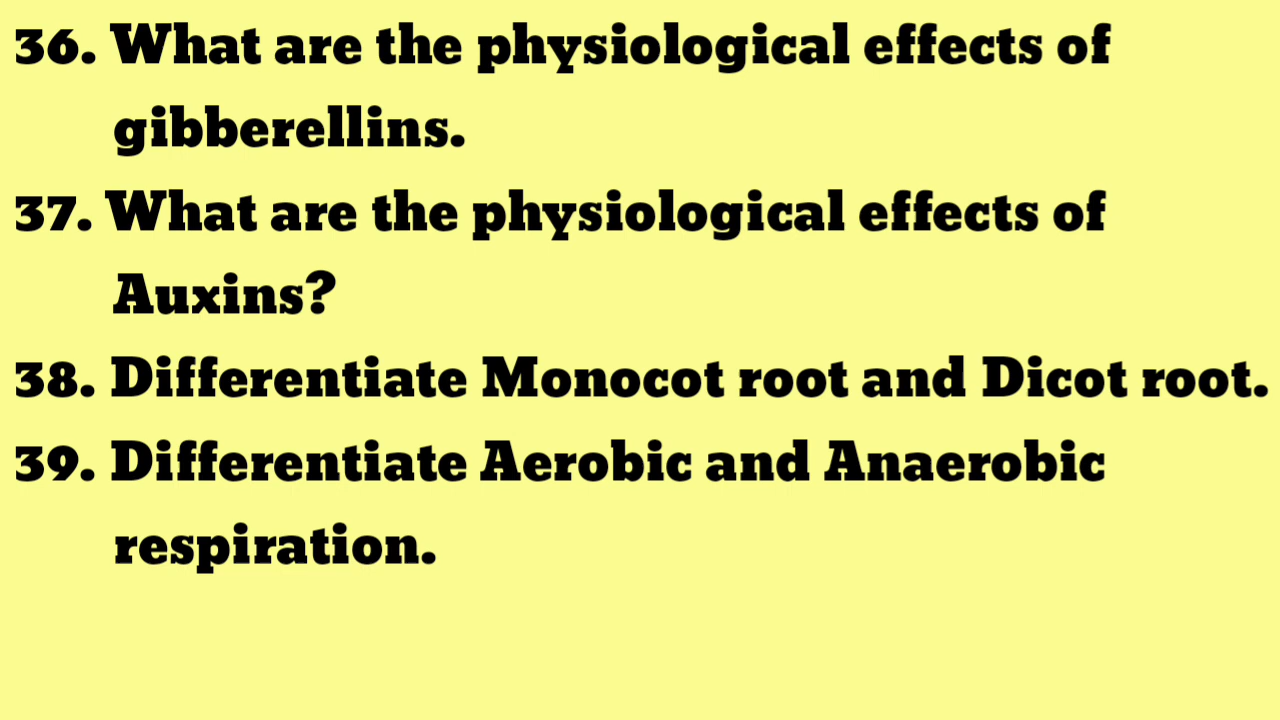 36. What are the physiological effects of
gibberellins.
37. What are the physiological effects of
Auxins?
38. Differentiate Monocot root and Dicot root.
39. Differentiate Aerobic and Anaerobic
respiration.